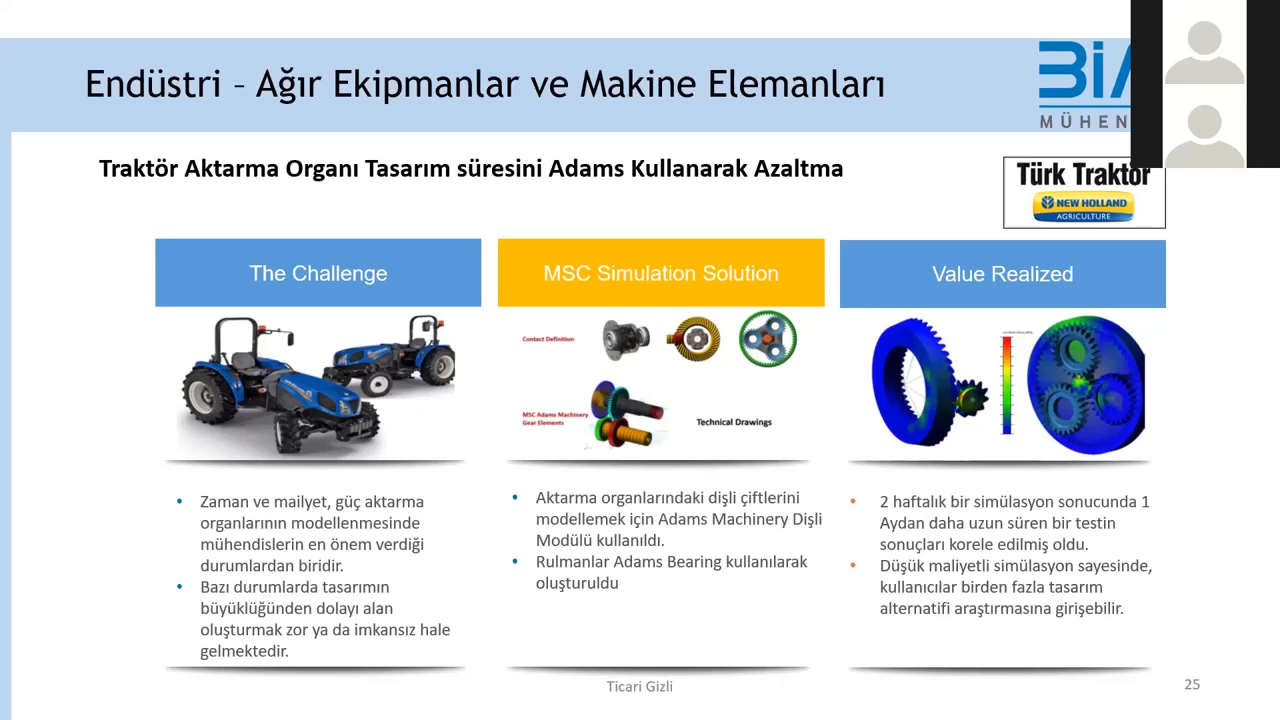 Endüstri – Ağır Ekipmanlar ve Makine Elemanları
MÜHEN
Traktör Aktarma Organı Tasarım süresini Adams Kullanarak Azaltma
Türk Traktör
NEW HOLLAND
AGRICULTURE
The Challenge
Zaman ve mailyet, güç aktarma
organlarının modellenmesinde
mühendislerin en önem verdiği
durumlardan biridir.
Bazı durumlarda tasarımın
büyüklüğünden dolayı alan
oluşturmak zor ya da imkansız hale
gelmektedir.
MSC Simulation Solution
Contact Definition
MSC Adams Machinery
Gear Elements
Technical Drawings
Aktarma organlarındaki dişli çiftlerini
modellemek için Adams Machinery Dişli
Modülü kullanıldı.
Rulmanlar Adams Bearing kullanılarak
oluşturuldu
Value Realized
2 haftalık bir simülasyon sonucunda 1
Aydan daha uzun süren bir testin
sonuçları korele edilmiş oldu.
Düşük maliyetli simülasyon sayesinde,
kullanıcılar birden fazla tasarım
alternatifi araştırmasına girişebilir.
Ticari Gizli
25